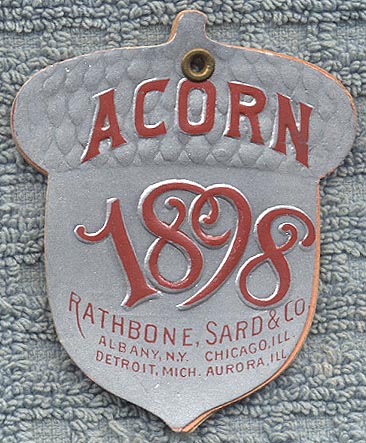 ACORN
1898
RATHBONE, SARD & CO.
ALBANY, N.Y. CHICAGO, ILL.
DETROIT, MICH. AURORA, ILL.